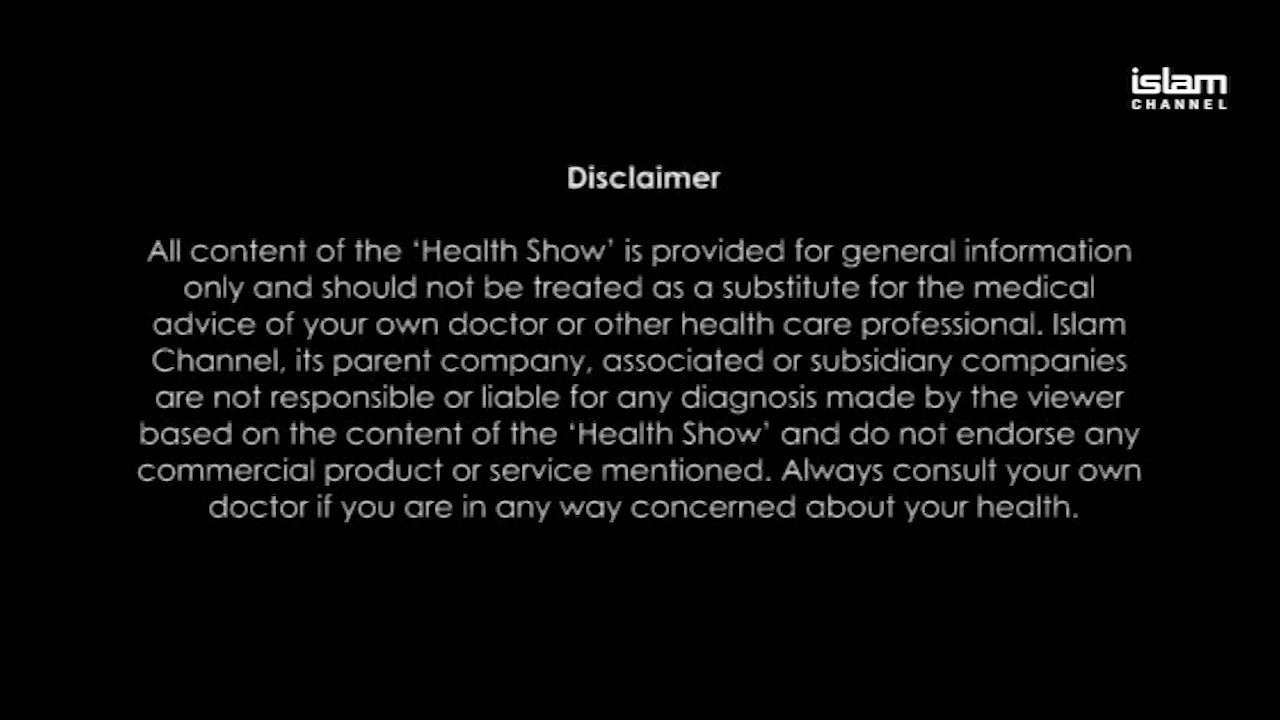 islam
CHANNEL
Disclaimer
All content of the ‘Health Show’ is provided for general information
only and should not be treated as a substitute for the medical
advice of your own doctor or other health care professional. Islam
Channel, its parent company, associated or subsidiary companies
are not responsible or liable for any diagnosis made by the viewer
based on the content of the ‘Health Show’ and do not endorse any
commercial product or service mentioned. Always consult your own
doctor if you are in any way concerned about your health.